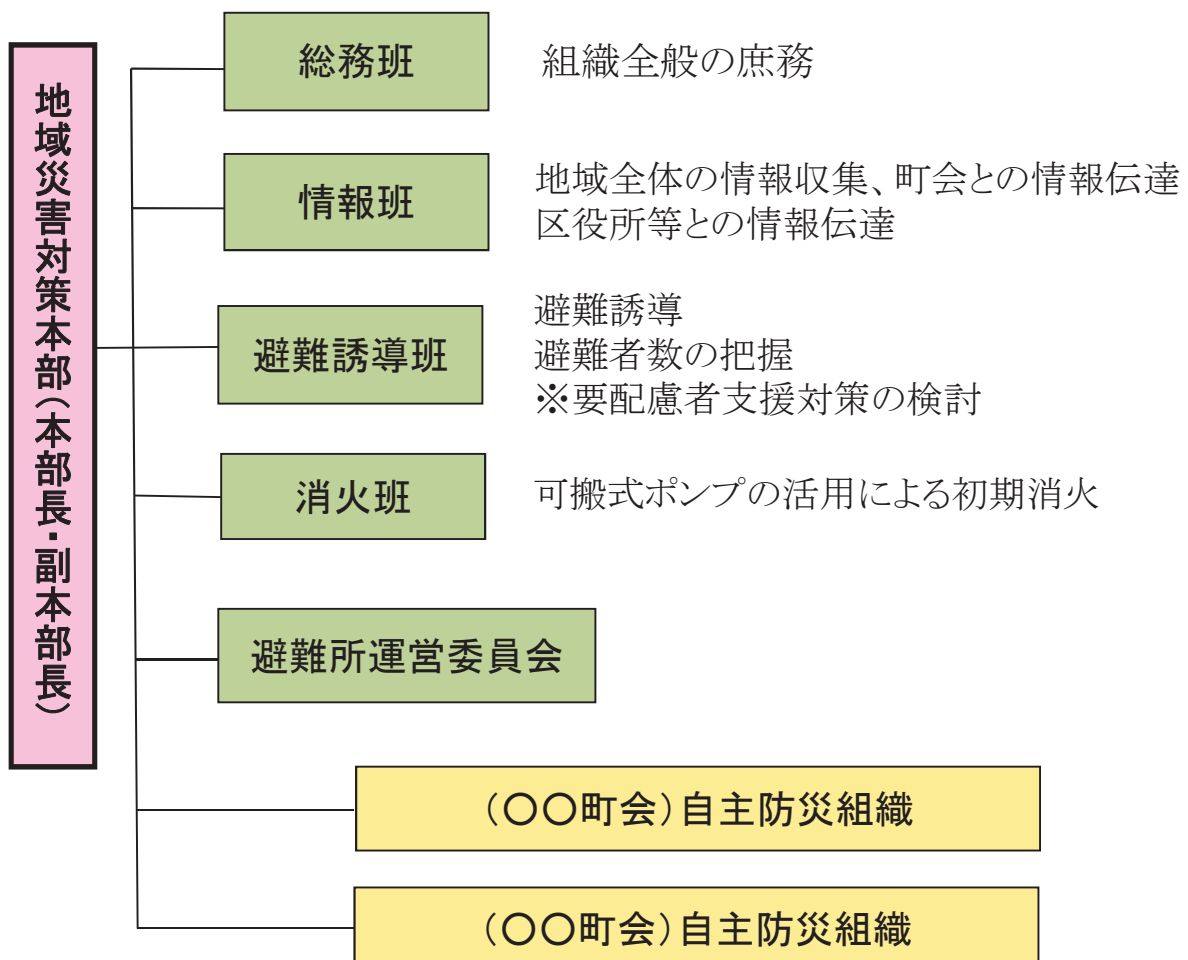 地域災害対策本部（本部長・副本部長）
総務班
組織全般の庶務
情報班
地域全体の情報収集、町会との情報伝達
区役所等との情報伝達
避難誘導班
避難誘導
避難者数の把握
※要配慮者支援対策の検討
消火班
可搬式ポンプの活用による初期消火
避難所運営委員会
（〇〇町会）自主防災組織
（〇〇町会）自主防災組織